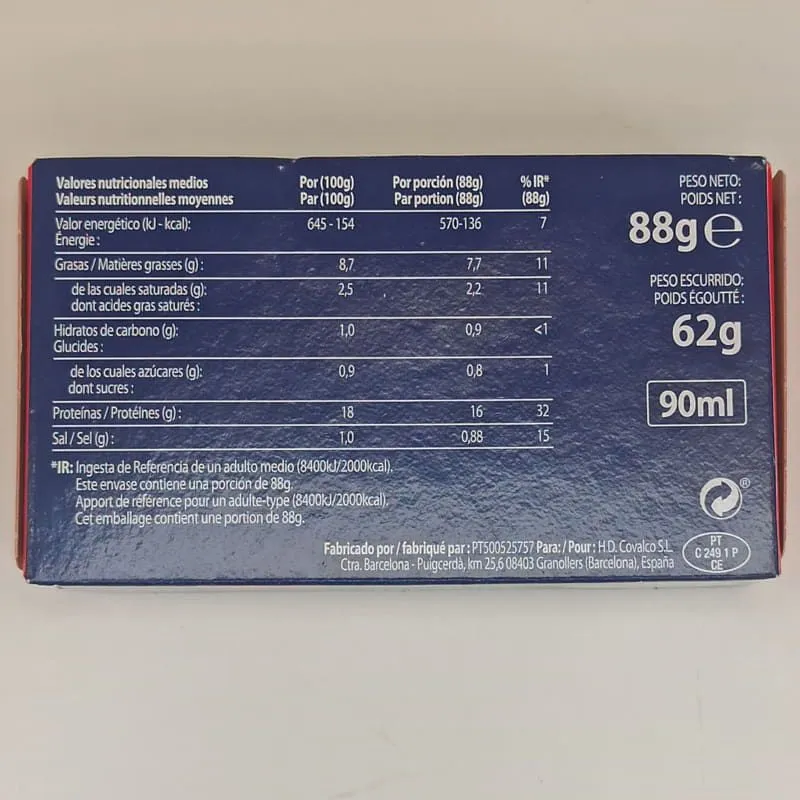 Valores nutricionales medios Por (100g) Por porción (88g) % IR*
Valeurs nutritionnelles moyennes Par (100g) Par portion (88g) (88g)
Valor energético (kJ - kcal): 645 - 154 570-136 7
Énergie :
Grasas / Matières grasses (g) : 8,7 7,7 11
de las cuales saturadas (g): 2,5 2,2 11
dont acides gras saturés :
Hidratos de carbono (g): 1,0 0,9 <1
Glucides :
de los cuales azúcares (g): 0,9 0,8 1
dont sucres :
Proteínas / Protéines (g) : 18 16 32
Sal / Sel (g) : 1,0 0,88 15
*IR: Ingesta de Referencia de un adulto medio (8400kJ/2000kcal).
Este envase contiene una porción de 88g.
Apport de référence pour un adulte-type (8400kJ/2000kcal).
Cet emballage contient une portion de 88g.
Fabricado por / fabriqué par : PT500525757 Para: / Pour : H.D. Covalco S.L.
Ctra. Barcelona - Puigcerdà, km 25,6 08403 Granollers (Barcelona), España
PESO NETO:
POIDS NET :
88g e
PESO ESCURRIDO:
POIDS ÉGOUTTÉ :
62g
90ml
®
PT
C 249 1 P
CE